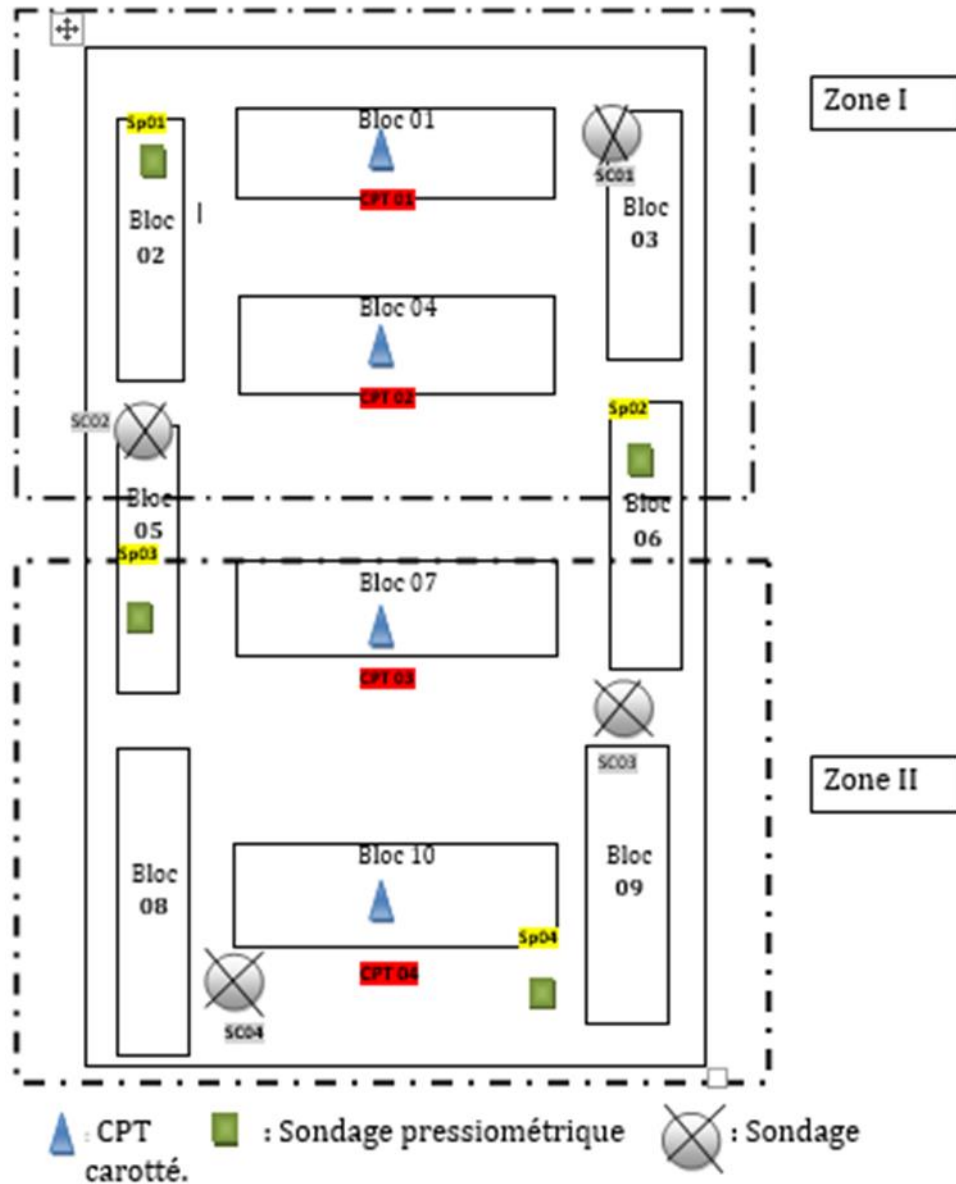 Zone I
Sp01
Bloc 01
SC01
CPT 01
Bloc
02
Bloc
03
Bloc 04
CPT 02
Sp02
SC02
Bloc
05
Bloc
06
Sp03
Bloc 07
CPT 03
SC03
Zone II
Bloc 10
Bloc
08
Bloc
09
Sp04
CPT 04
SC04
: CPT : Sondage pressiométrique : Sondage
carotté.